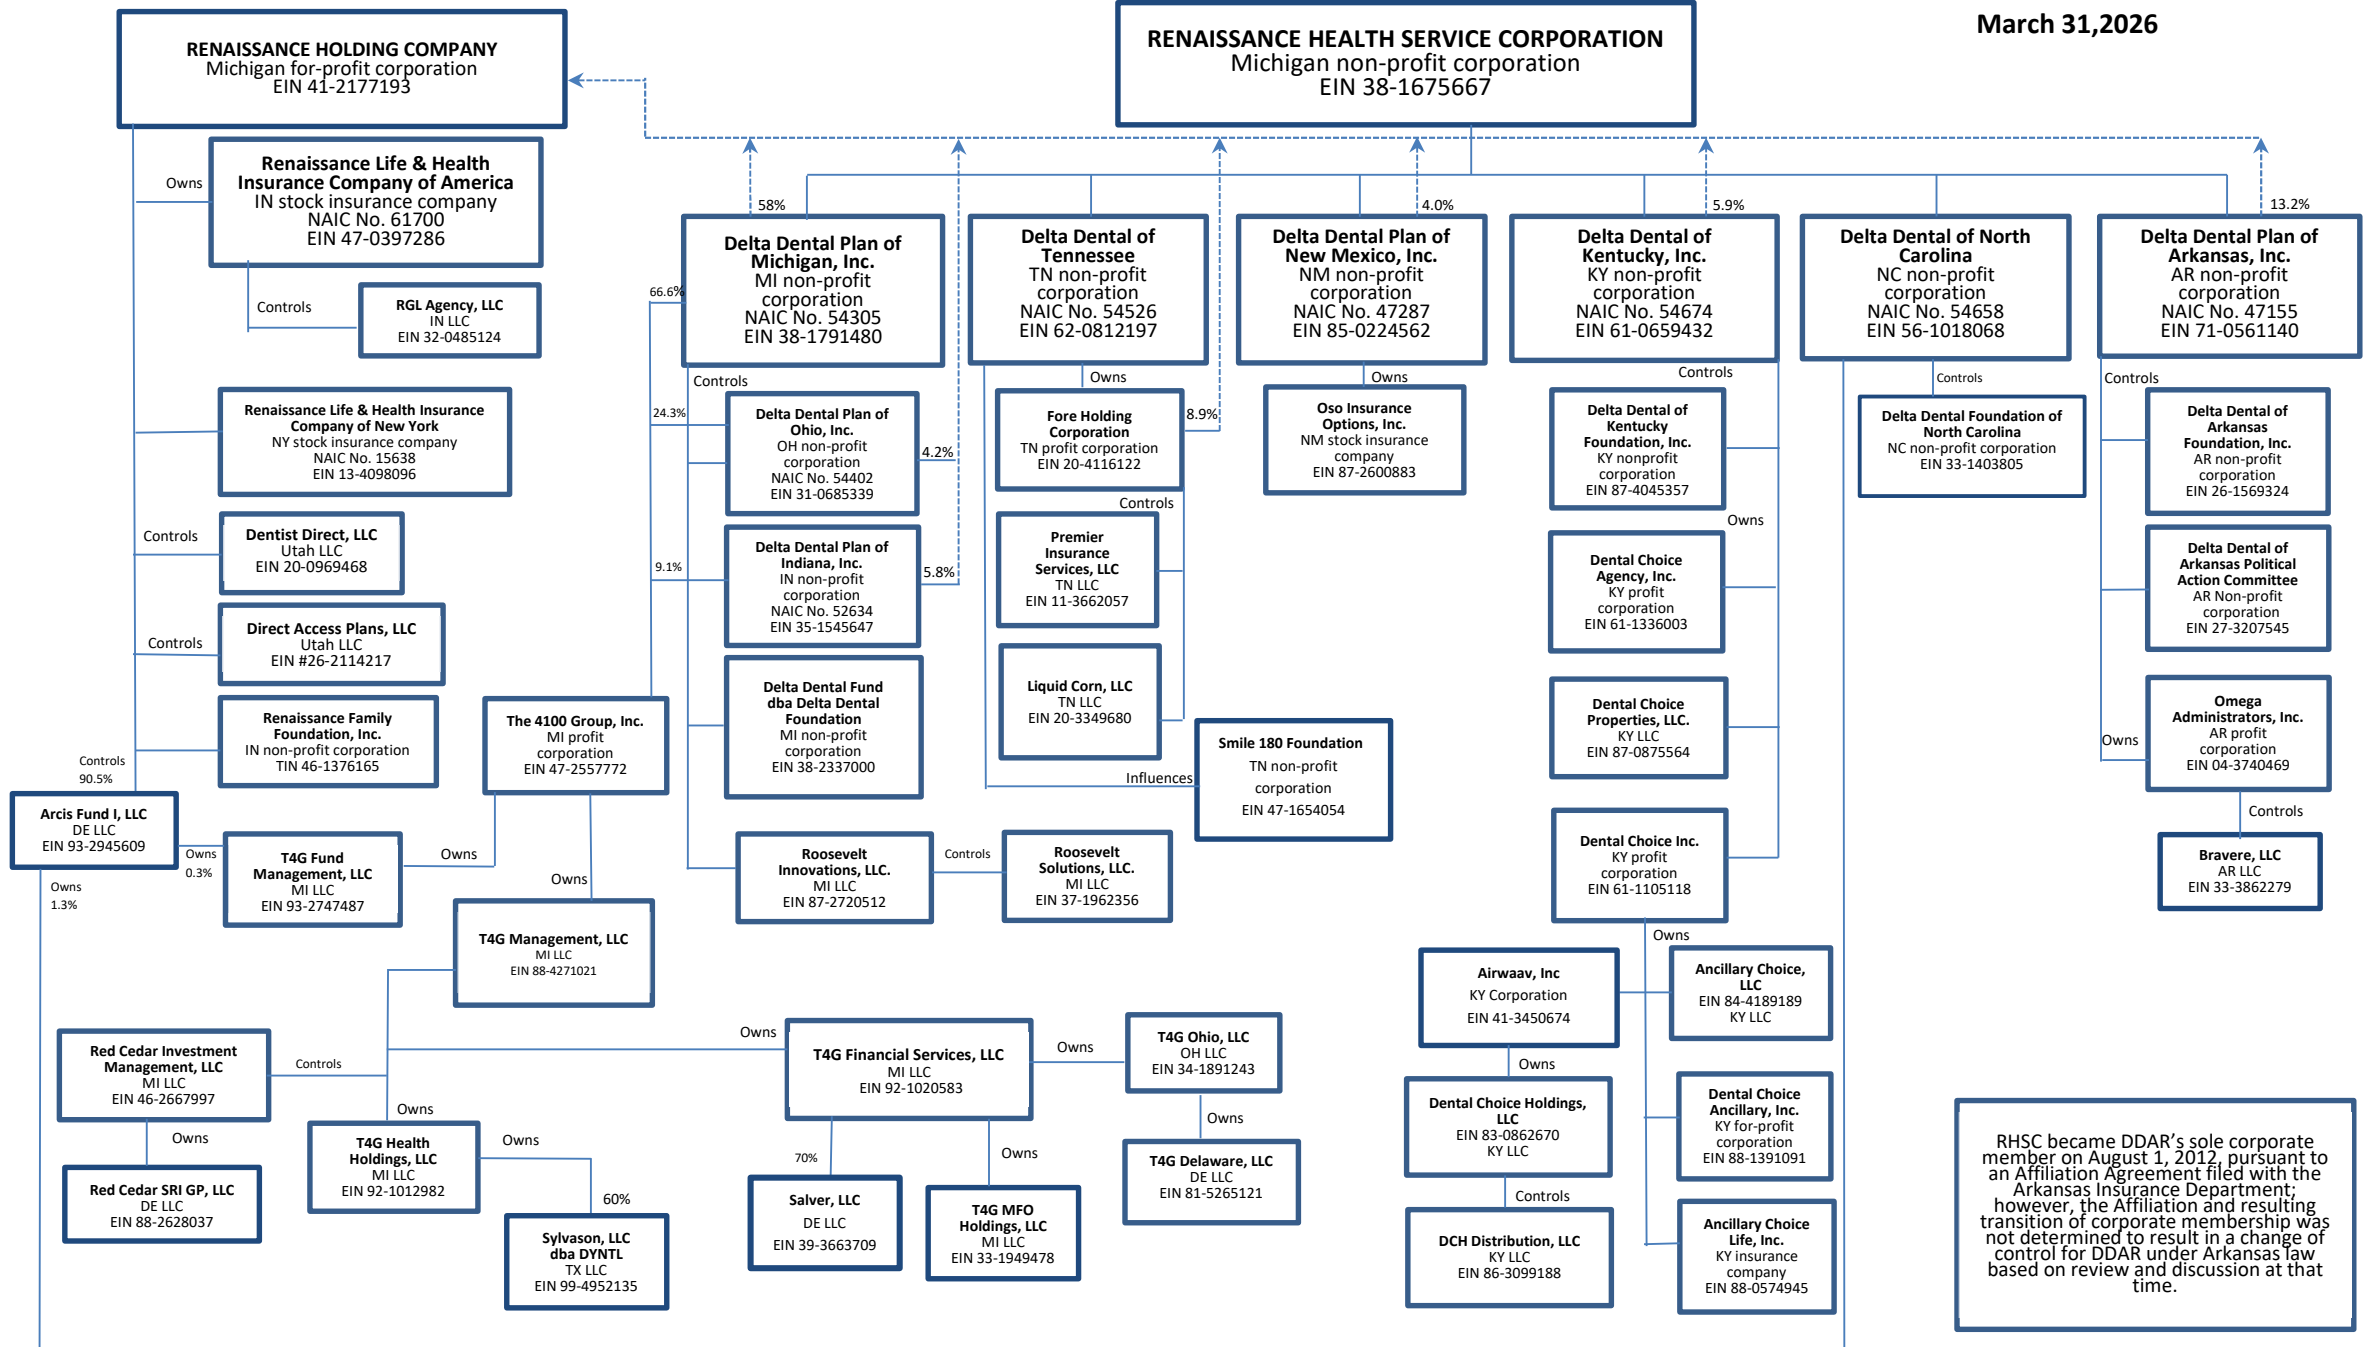 March 31,2026
RENAISSANCE HOLDING COMPANY
Michigan for-profit corporation
EIN 41-2177193
RENAISSANCE HEALTH SERVICE CORPORATION
Michigan non-profit corporation
EIN 38-1675667
Owns
Renaissance Life & Health
Insurance Company of America
IN stock insurance company
NAIC No. 61700
EIN 47-0397286
Controls
RGL Agency, LLC
IN LLC
EIN 32-0485124
Renaissance Life & Health Insurance
Company of New York
NY stock insurance company
NAIC No. 15638
EIN 13-4098096
Controls
Dentist Direct, LLC
Utah LLC
EIN 20-0969468
Controls
Direct Access Plans, LLC
Utah LLC
EIN #26-2114217
Renaissance Family
Foundation, Inc.
IN non-profit corporation
TIN 46-1376165
Controls
90.5%
Arcis Fund I, LLC
DE LLC
EIN 93-2945609
Owns
0.3%
Owns
1.3%
T4G Fund
Management, LLC
MI LLC
EIN 93-2747487
Owns
The 4100 Group, Inc.
MI profit
corporation
EIN 47-2557772
Owns
T4G Management, LLC
MI LLC
EIN 88-4271021
58%
Delta Dental Plan of
Michigan, Inc.
MI non-profit
corporation
NAIC No. 54305
EIN 38-1791480
66.6%
Controls
24.3%
Delta Dental Plan of
Ohio, Inc.
OH non-profit
corporation
NAIC No. 54402
EIN 31-0685339
4.2%
9.1%
Delta Dental Plan of
Indiana, Inc.
IN non-profit
corporation
NAIC No. 52634
EIN 35-1545647
5.8%
Delta Dental Fund
dba Delta Dental
Foundation
MI non-profit
corporation
EIN 38-2337000
Roosevelt
Innovations, LLC.
MI LLC
EIN 87-2720512
Controls
Roosevelt
Solutions, LLC.
MI LLC
EIN 37-1962356
Delta Dental of
Tennessee
TN non-profit
corporation
NAIC No. 54526
EIN 62-0812197
Owns
Fore Holding
Corporation
TN profit corporation
EIN 20-4116122
8.9%
Controls
Premier
Insurance
Services, LLC
TN LLC
EIN 11-3662057
Liquid Corn, LLC
TN LLC
EIN 20-3349680
Influences
Smile 180 Foundation
TN non-profit
corporation
EIN 47-1654054
4.0%
Delta Dental Plan of
New Mexico, Inc.
NM non-profit
corporation
NAIC No. 47287
EIN 85-0224562
Owns
Oso Insurance
Options, Inc.
NM stock insurance
company
EIN 87-2600883
5.9%
Delta Dental of
Kentucky, Inc.
KY non-profit
corporation
NAIC No. 54674
EIN 61-0659432
Controls
Delta Dental of
Kentucky
Foundation, Inc.
KY nonprofit
corporation
EIN 87-4045357
Owns
Dental Choice
Agency, Inc.
KY profit
corporation
EIN 61-1336003
Dental Choice
Properties, LLC.
KY LLC
EIN 87-0875564
Dental Choice Inc.
KY profit
corporation
EIN 61-1105118
Owns
Airwaav, Inc
KY Corporation
EIN 41-3450674
Ancillary Choice,
LLC
EIN 84-4189189
KY LLC
Owns
Dental Choice Holdings,
LLC
EIN 83-0862670
KY LLC
Dental Choice
Ancillary, Inc.
KY for-profit
corporation
EIN 88-1391091
Controls
DCH Distribution, LLC
KY LLC
EIN 86-3099188
Ancillary Choice
Life, Inc.
KY insurance
company
EIN 88-0574945
Delta Dental of North
Carolina
NC non-profit
corporation
NAIC No. 54658
EIN 56-1018068
Controls
Delta Dental Foundation of
North Carolina
NC non-profit corporation
EIN 33-1403805
13.2%
Delta Dental Plan of
Arkansas, Inc.
AR non-profit
corporation
NAIC No. 47155
EIN 71-0561140
Controls
Delta Dental of
Arkansas
Foundation, Inc.
AR non-profit
corporation
EIN 26-1569324
Delta Dental of
Arkansas Political
Action Committee
AR Non-profit
corporation
EIN 27-3207545
Owns
Omega
Administrators, Inc.
AR profit
corporation
EIN 04-3740469
Controls
Bravere, LLC
AR LLC
EIN 33-3862279
Red Cedar Investment
Management, LLC
MI LLC
EIN 46-2667997
Controls
Owns
Red Cedar SRI GP, LLC
DE LLC
EIN 88-2628037
Owns
T4G Health
Holdings, LLC
MI LLC
EIN 92-1012982
Owns
60%
Sylvason, LLC
dba DYNTL
TX LLC
EIN 99-4952135
Owns
T4G Financial Services, LLC
MI LLC
EIN 92-1020583
Owns
T4G Ohio, LLC
OH LLC
EIN 34-1891243
Owns
T4G Delaware, LLC
DE LLC
EIN 81-5265121
70%
Salver, LLC
DE LLC
EIN 39-3663709
Owns
T4G MFO
Holdings, LLC
MI LLC
EIN 33-1949478
RHSC became DDAR’s sole corporate
member on August 1, 2012, pursuant to
an Affiliation Agreement filed with the
Arkansas Insurance Department;
however, the Affiliation and resulting
transition of corporate membership was
not determined to result in a change of
control for DDAR under Arkansas law
based on review and discussion at that
time.